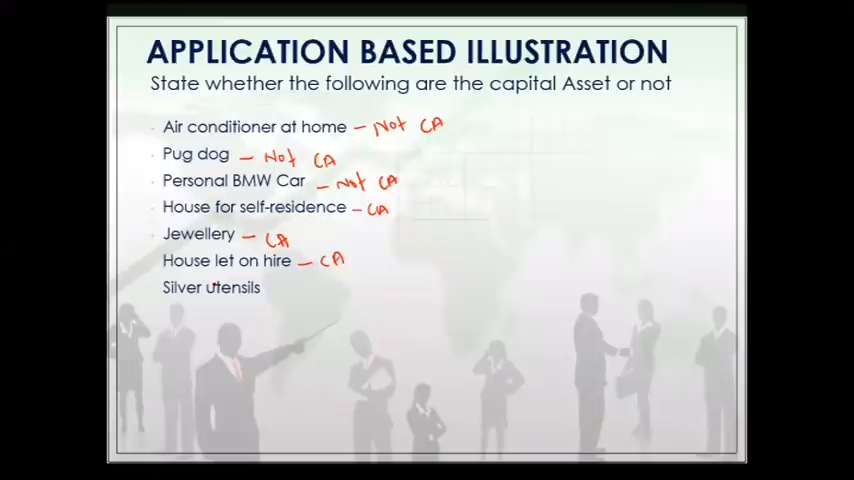 APPLICATION BASED ILLUSTRATION
State whether the following are the capital Asset or not
Air conditioner at home - Not CA
Pug dog - Not CA
Personal BMW Car - Not CA
House for self-residence - CA
Jewellery - CA
House let on hire - CA
Silver utensils